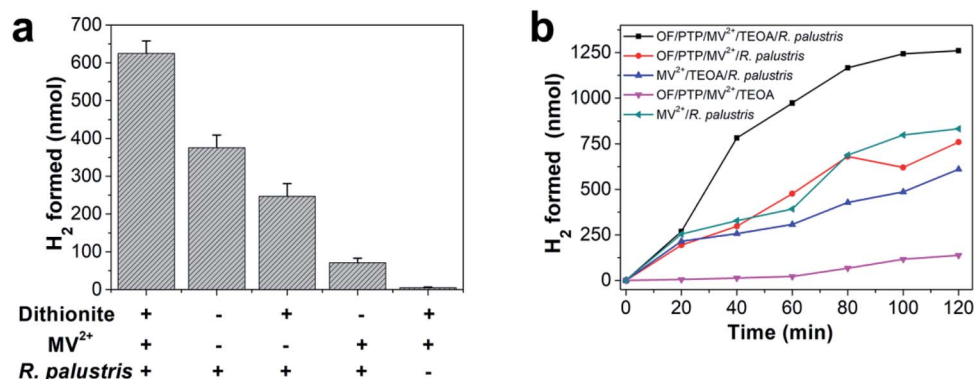 a
H₂ formed (nmol)
700
600
500
400
300
200
100
0
Dithionite + - + - +
MV²⁺ + - - + +
R. palustris + + + + -
b
H₂ formed (nmol)
1250
1000
750
500
250
0
OF/PTP/MV²⁺/TEOA/R. palustris
OF/PTP/MV²⁺/R. palustris
MV²⁺/TEOA/R. palustris
OF/PTP/MV²⁺/TEOA
MV²⁺/R. palustris
0 20 40 60 80 100 120
Time (min)